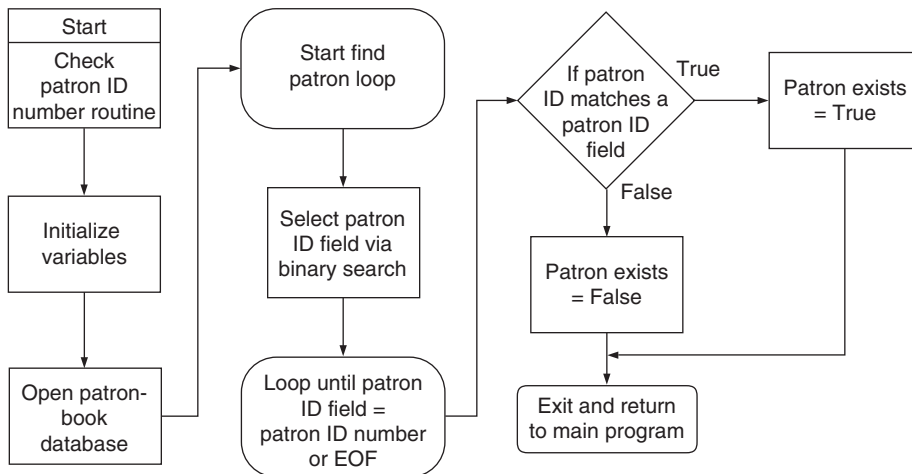 Start
Check
patron ID
number routine
Initialize
variables
Open patron-
book
database
Start find
patron loop
Select patron
ID field via
binary search
Loop until patron
ID field =
patron ID number
or EOF
If patron
ID matches a
patron ID
field
True
False
Patron exists
= True
Patron exists
= False
Exit and return
to main program